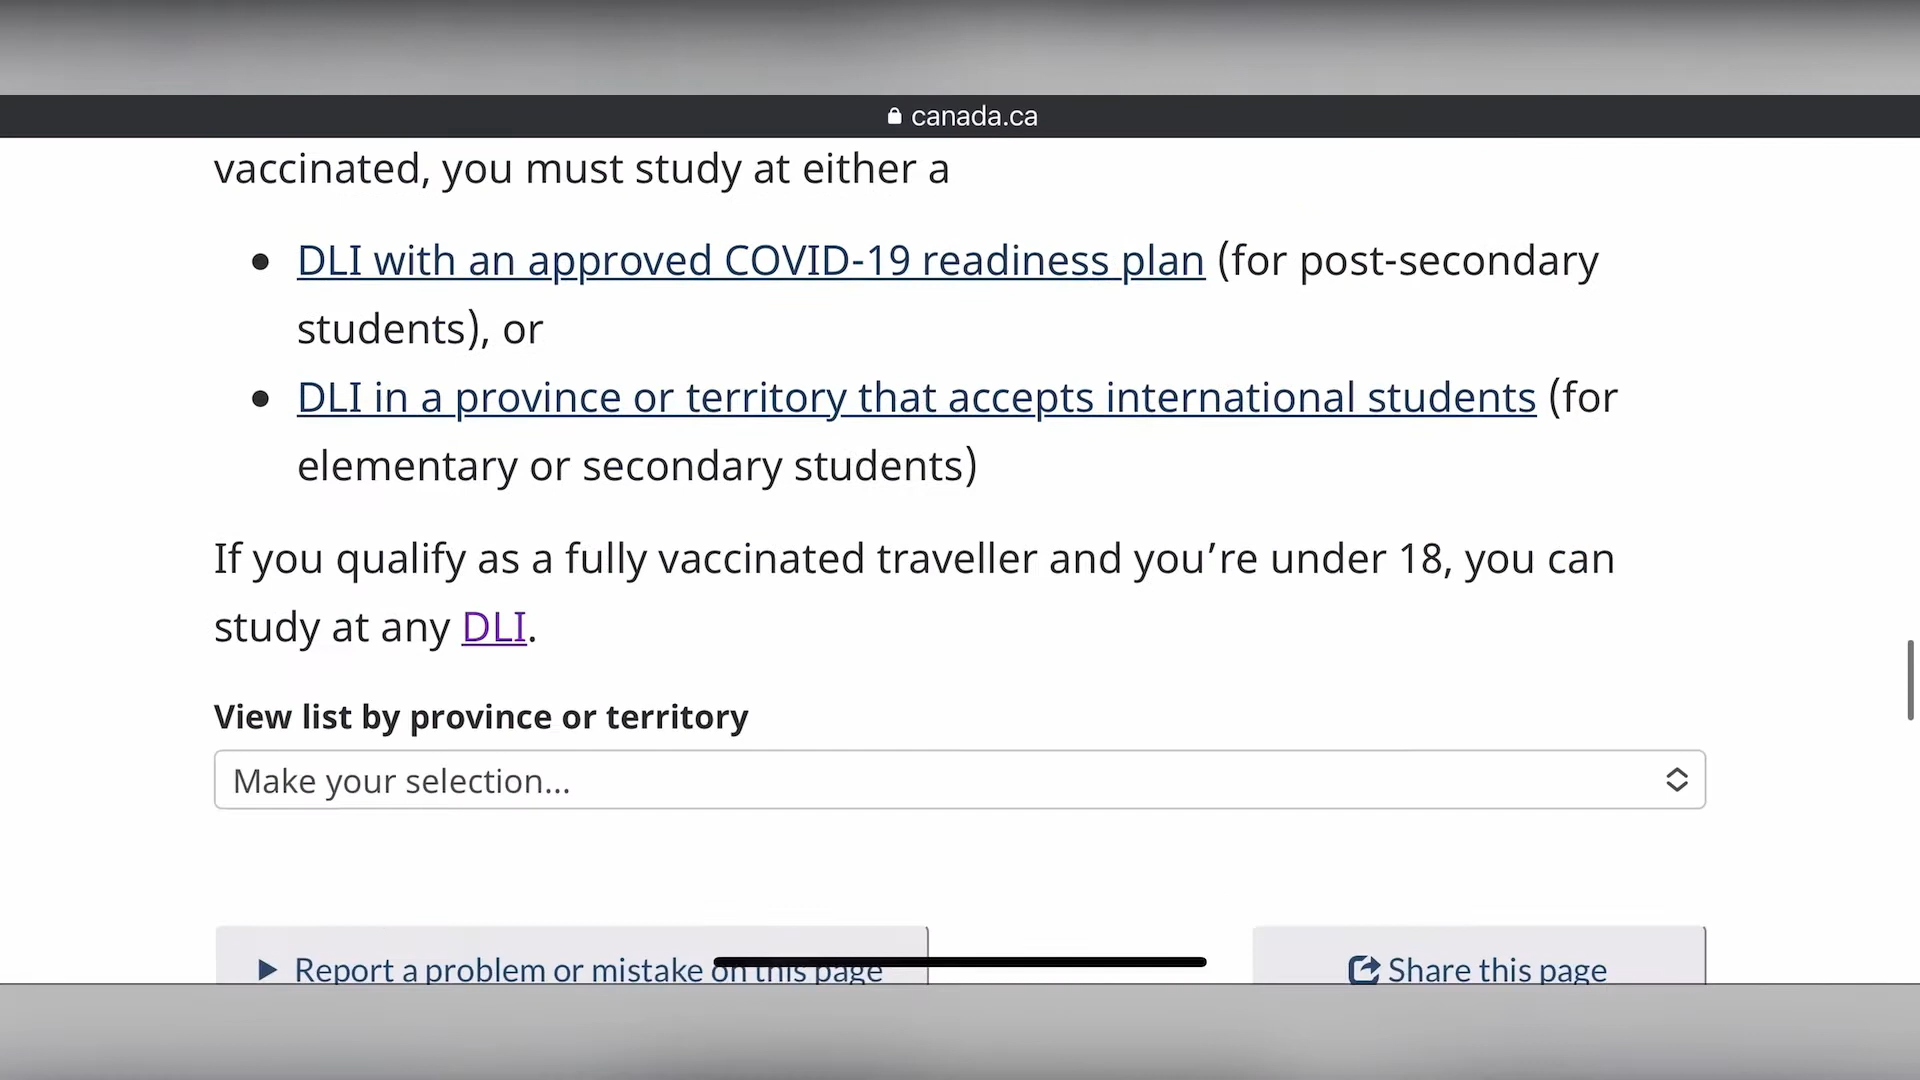 canada.ca
vaccinated, you must study at either a
DLI with an approved COVID-19 readiness plan (for post-secondary
students), or
DLI in a province or territory that accepts international students (for
elementary or secondary students)
If you qualify as a fully vaccinated traveller and you’re under 18, you can
study at any DLI.
View list by province or territory
Make your selection...
Report a problem or mistake on this page
Share this page